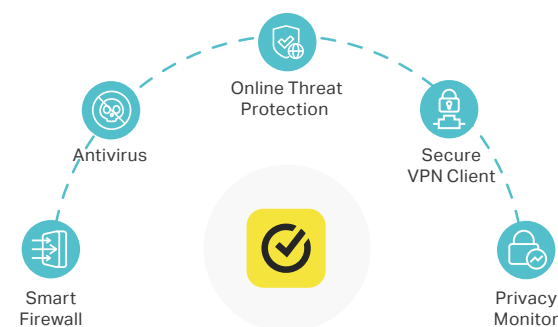 Online Threat
Protection
Antivirus
Secure
VPN Client
Smart
Firewall
Privacy
Monitor